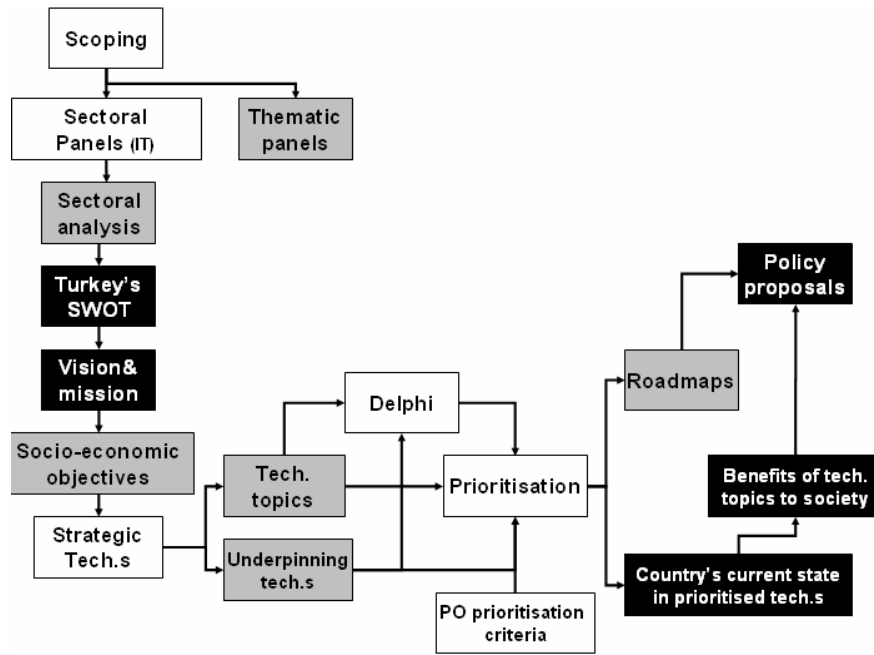 Scoping
Sectoral
Panels (IT)
Thematic
panels
Sectoral
analysis
Turkey's
SWOT
Policy
proposals
Vision&
mission
Delphi
Roadmaps
Socio-economic
objectives
Tech.
topics
Prioritisation
Benefits of tech.
topics to society
Strategic
Tech.s
Underpinning
tech.s
Country's current state
in prioritised tech.s
PO prioritisation
criteria